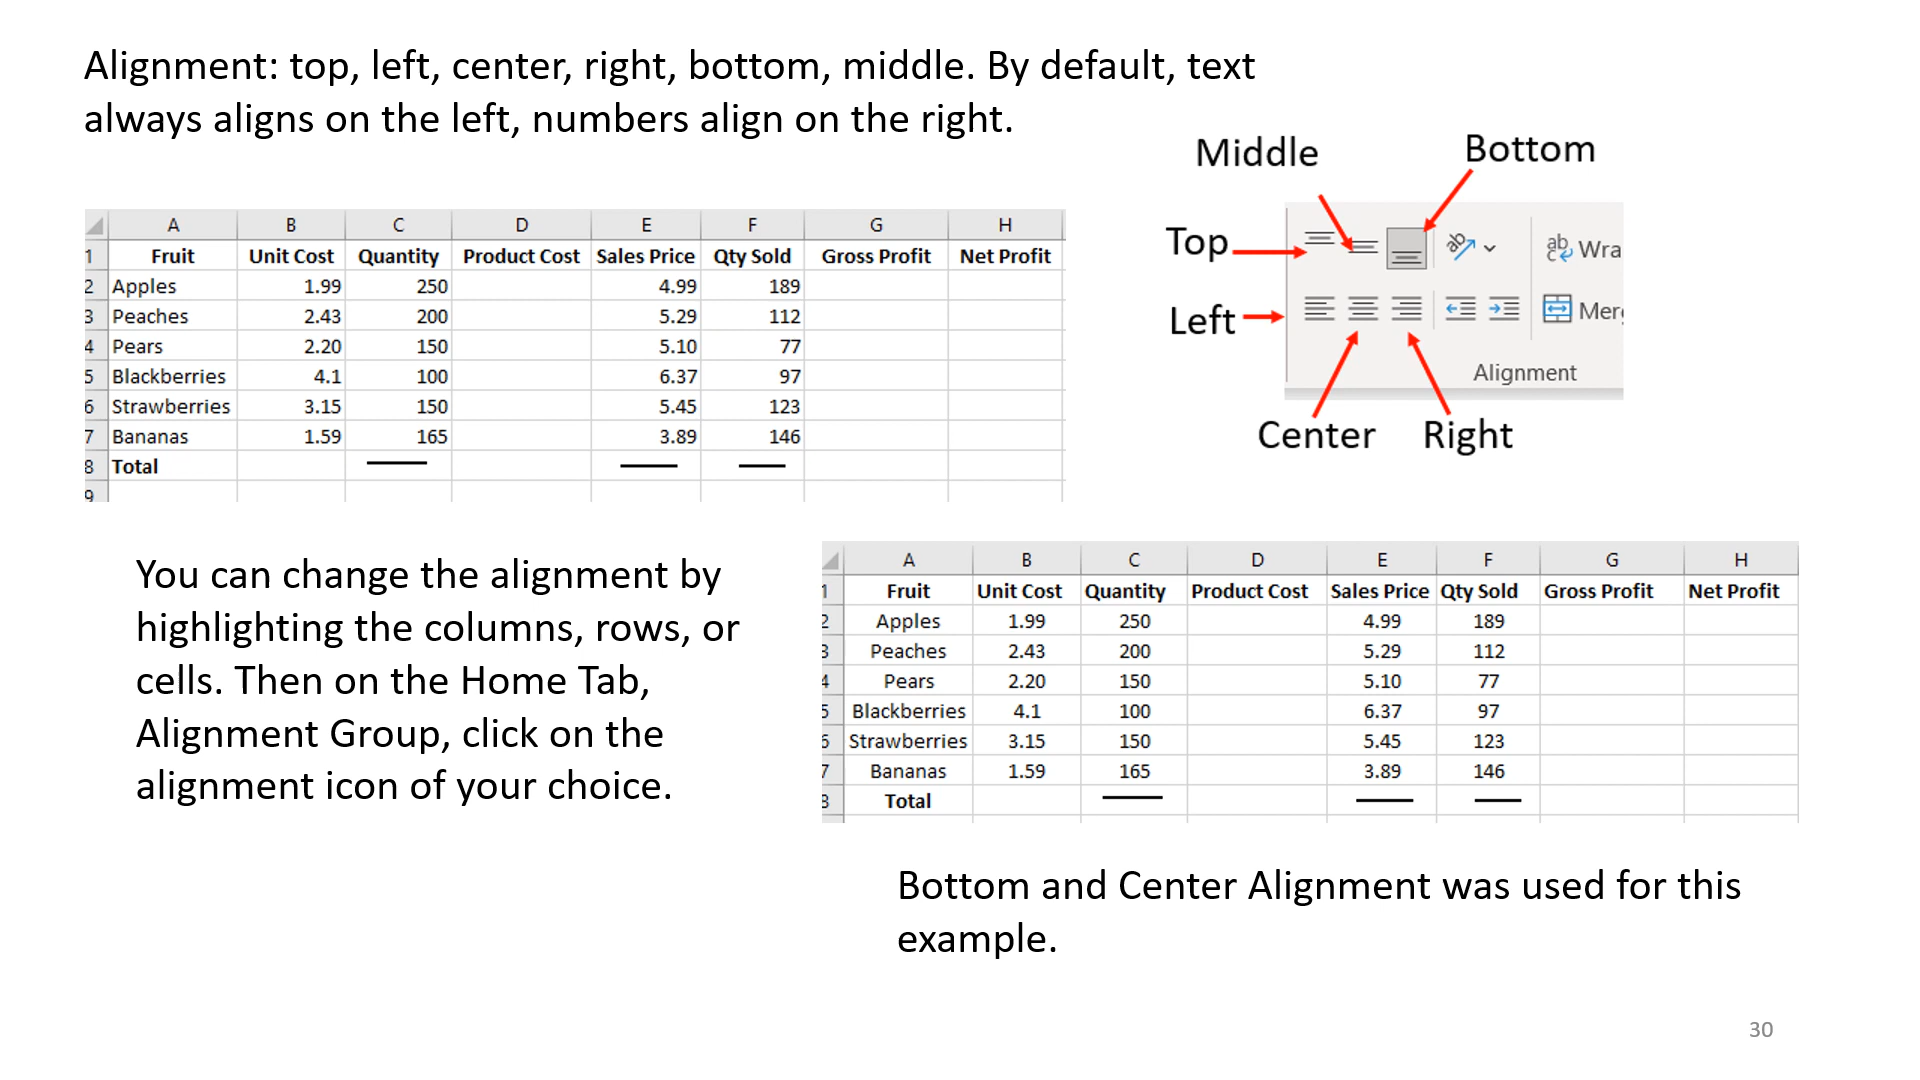 Alignment: top, left, center, right, bottom, middle. By default, text
always aligns on the left, numbers align on the right.
Middle
Bottom
Top
Left
Wra
Mer
Alignment
Center
Right
A B C D E F G H
1 Fruit Unit Cost Quantity Product Cost Sales Price Qty Sold Gross Profit Net Profit
2 Apples 1.99 250 4.99 189
3 Peaches 2.43 200 5.29 112
4 Pears 2.20 150 5.10 77
5 Blackberries 4.1 100 6.37 97
6 Strawberries 3.15 150 5.45 123
7 Bananas 1.59 165 3.89 146
8 Total
9
You can change the alignment by
highlighting the columns, rows, or
cells. Then on the Home Tab,
Alignment Group, click on the
alignment icon of your choice.
A B C D E F G H
1 Fruit Unit Cost Quantity Product Cost Sales Price Qty Sold Gross Profit Net Profit
2 Apples 1.99 250 4.99 189
3 Peaches 2.43 200 5.29 112
4 Pears 2.20 150 5.10 77
5 Blackberries 4.1 100 6.37 97
6 Strawberries 3.15 150 5.45 123
7 Bananas 1.59 165 3.89 146
8 Total
Bottom and Center Alignment was used for this
example.
30